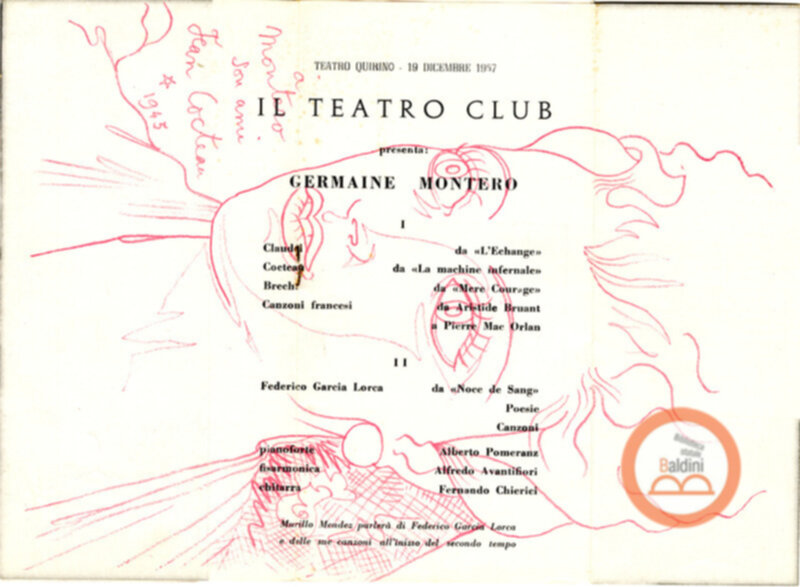 à
Montero
son ami
Jean Cocteau
TEATRO QUIRINO - 19 DICEMBRE 1957
IL TEATRO CLUB
presenta:
GERMAINE MONTERO
I
Claudel da «L'Echange»
Cocteau da «La machine infernale»
Brecht da «Mere Courage»
Canzoni francesi da Aristide Bruant
a Pierre Mac Orlan
II
Federico Garcia Lorca da «Noce de Sang»
Poesie
Canzoni
pianoforte Alberto Pomeranz
fisarmonica Alfredo Avantifiori
chitarra Fernando Chierici
Murillo Mendez parlerà di Federico Garcia Lorca
e delle sue canzoni all'inizio del secondo tempo
Biblioteca
statale
Baldini